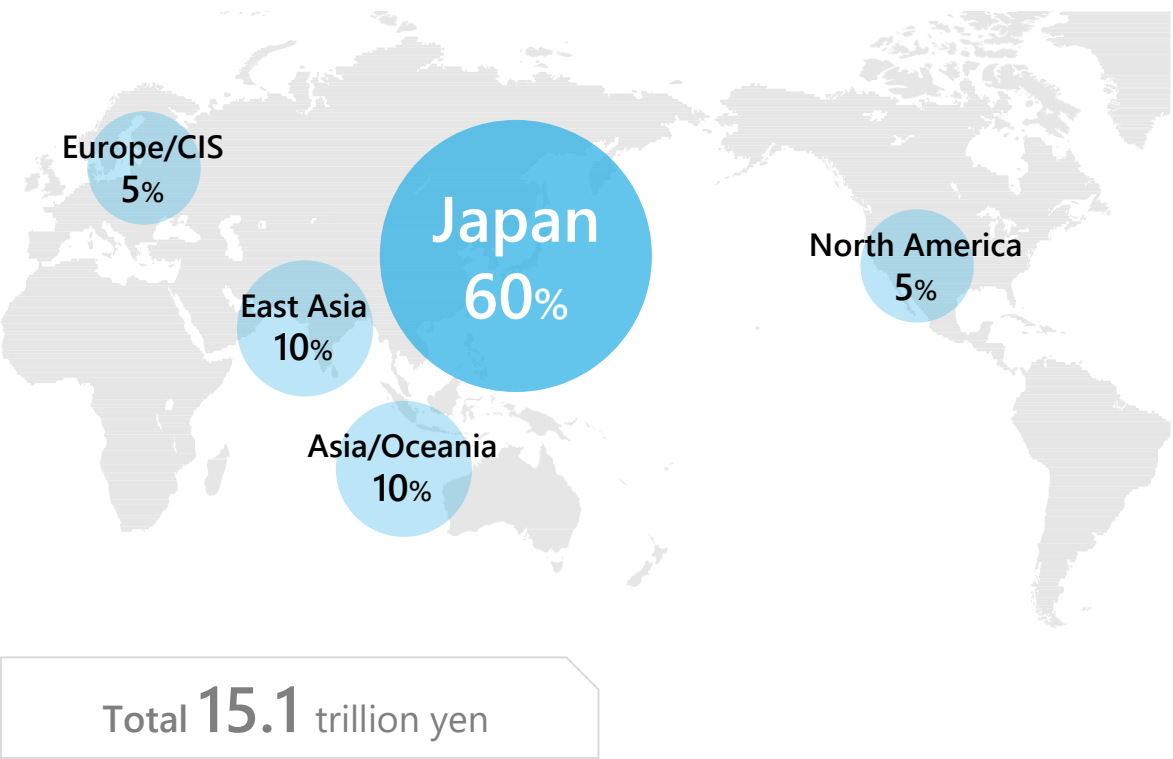 Europe/CIS
5%
Japan
60%
North America
5%
East Asia
10%
Asia/Oceania
10%
Total 15.1 trillion yen